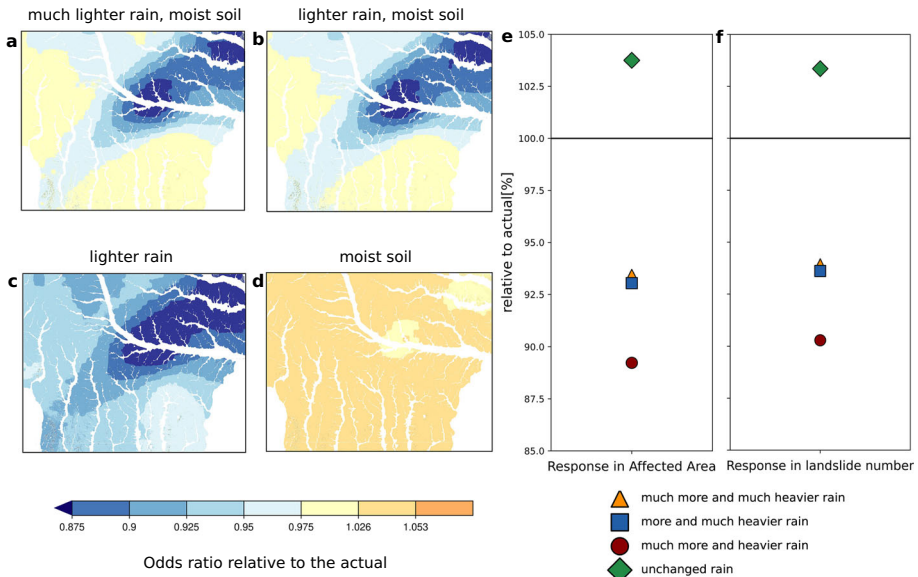 much lighter rain, moist soil
lighter rain, moist soil
a
b
lighter rain
moist soil
c
d
0.875 0.9 0.925 0.95 0.975 1.026 1.053
Odds ratio relative to the actual
e
f
105.0
102.5
100.0
97.5
95.0
92.5
90.0
87.5
85.0
relative to actual[%]
Response in Affected Area
Response in landslide number
much more and much heavier rain
more and much heavier rain
much more and heavier rain
unchanged rain